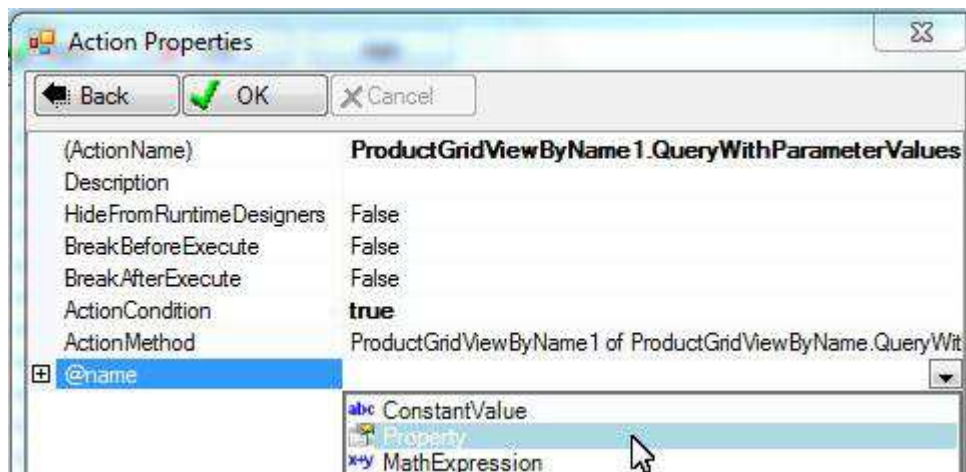 Action Properties
Back OK Cancel
(ActionName) ProductGridViewByName1.QueryWithParameterValues
Description
HideFromRuntimeDesigners False
BreakBeforeExecute False
BreakAfterExecute False
ActionCondition true
ActionMethod ProductGridViewByName1 of ProductGridViewByName.QueryWit
@name
abc ConstantValue
Property
x+y MathExpression